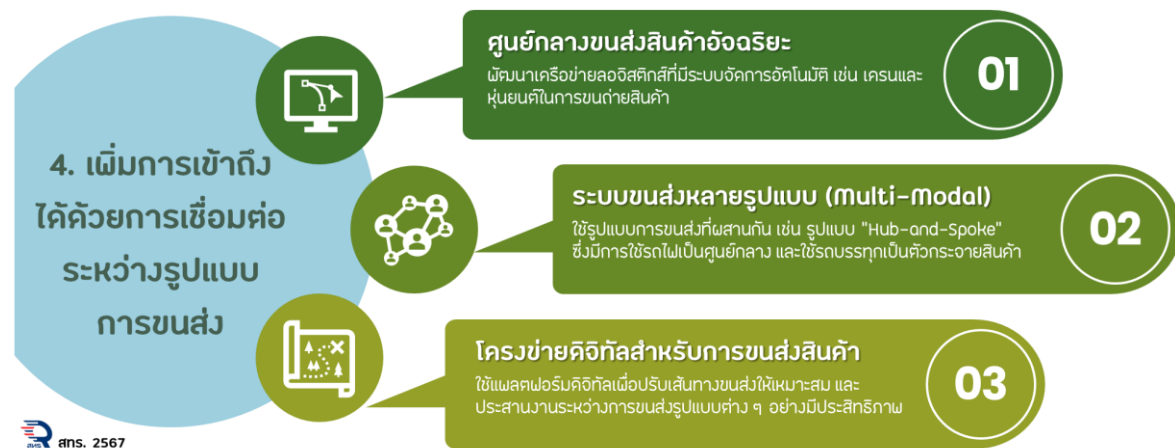 4. เพิ่มการเข้าถึง
ได้ด้วยการเชื่อมต่อ
ระหว่างรูปแบบ
การขนส่ง
ศูนย์กลางขนส่งสินค้าอัจฉริยะ
พัฒนาเครือข่ายลอจิสติกส์ที่มีระบบจัดการอัตโนมัติ เช่น เครนและ
หุ่นยนต์ในการขนถ่ายสินค้า
01
ระบบขนส่งหลายรูปแบบ (Multi-Modal)
ใช้รูปแบบการขนส่งที่ผสานกัน เช่น รูปแบบ "Hub-and-Spoke"
ซึ่งมีการใช้รถไฟเป็นศูนย์กลาง และใช้รถบรรทุกเป็นตัวกระจายสินค้า
02
โครงข่ายดิจิทัลสำหรับการขนส่งสินค้า
ใช้แพลตฟอร์มดิจิทัลเพื่อปรับเส้นทางขนส่งให้เหมาะสม และ
ประสานงานระหว่างการขนส่งรูปแบบต่าง ๆ อย่างมีประสิทธิภาพ
03
สทร.
สทร. 2567